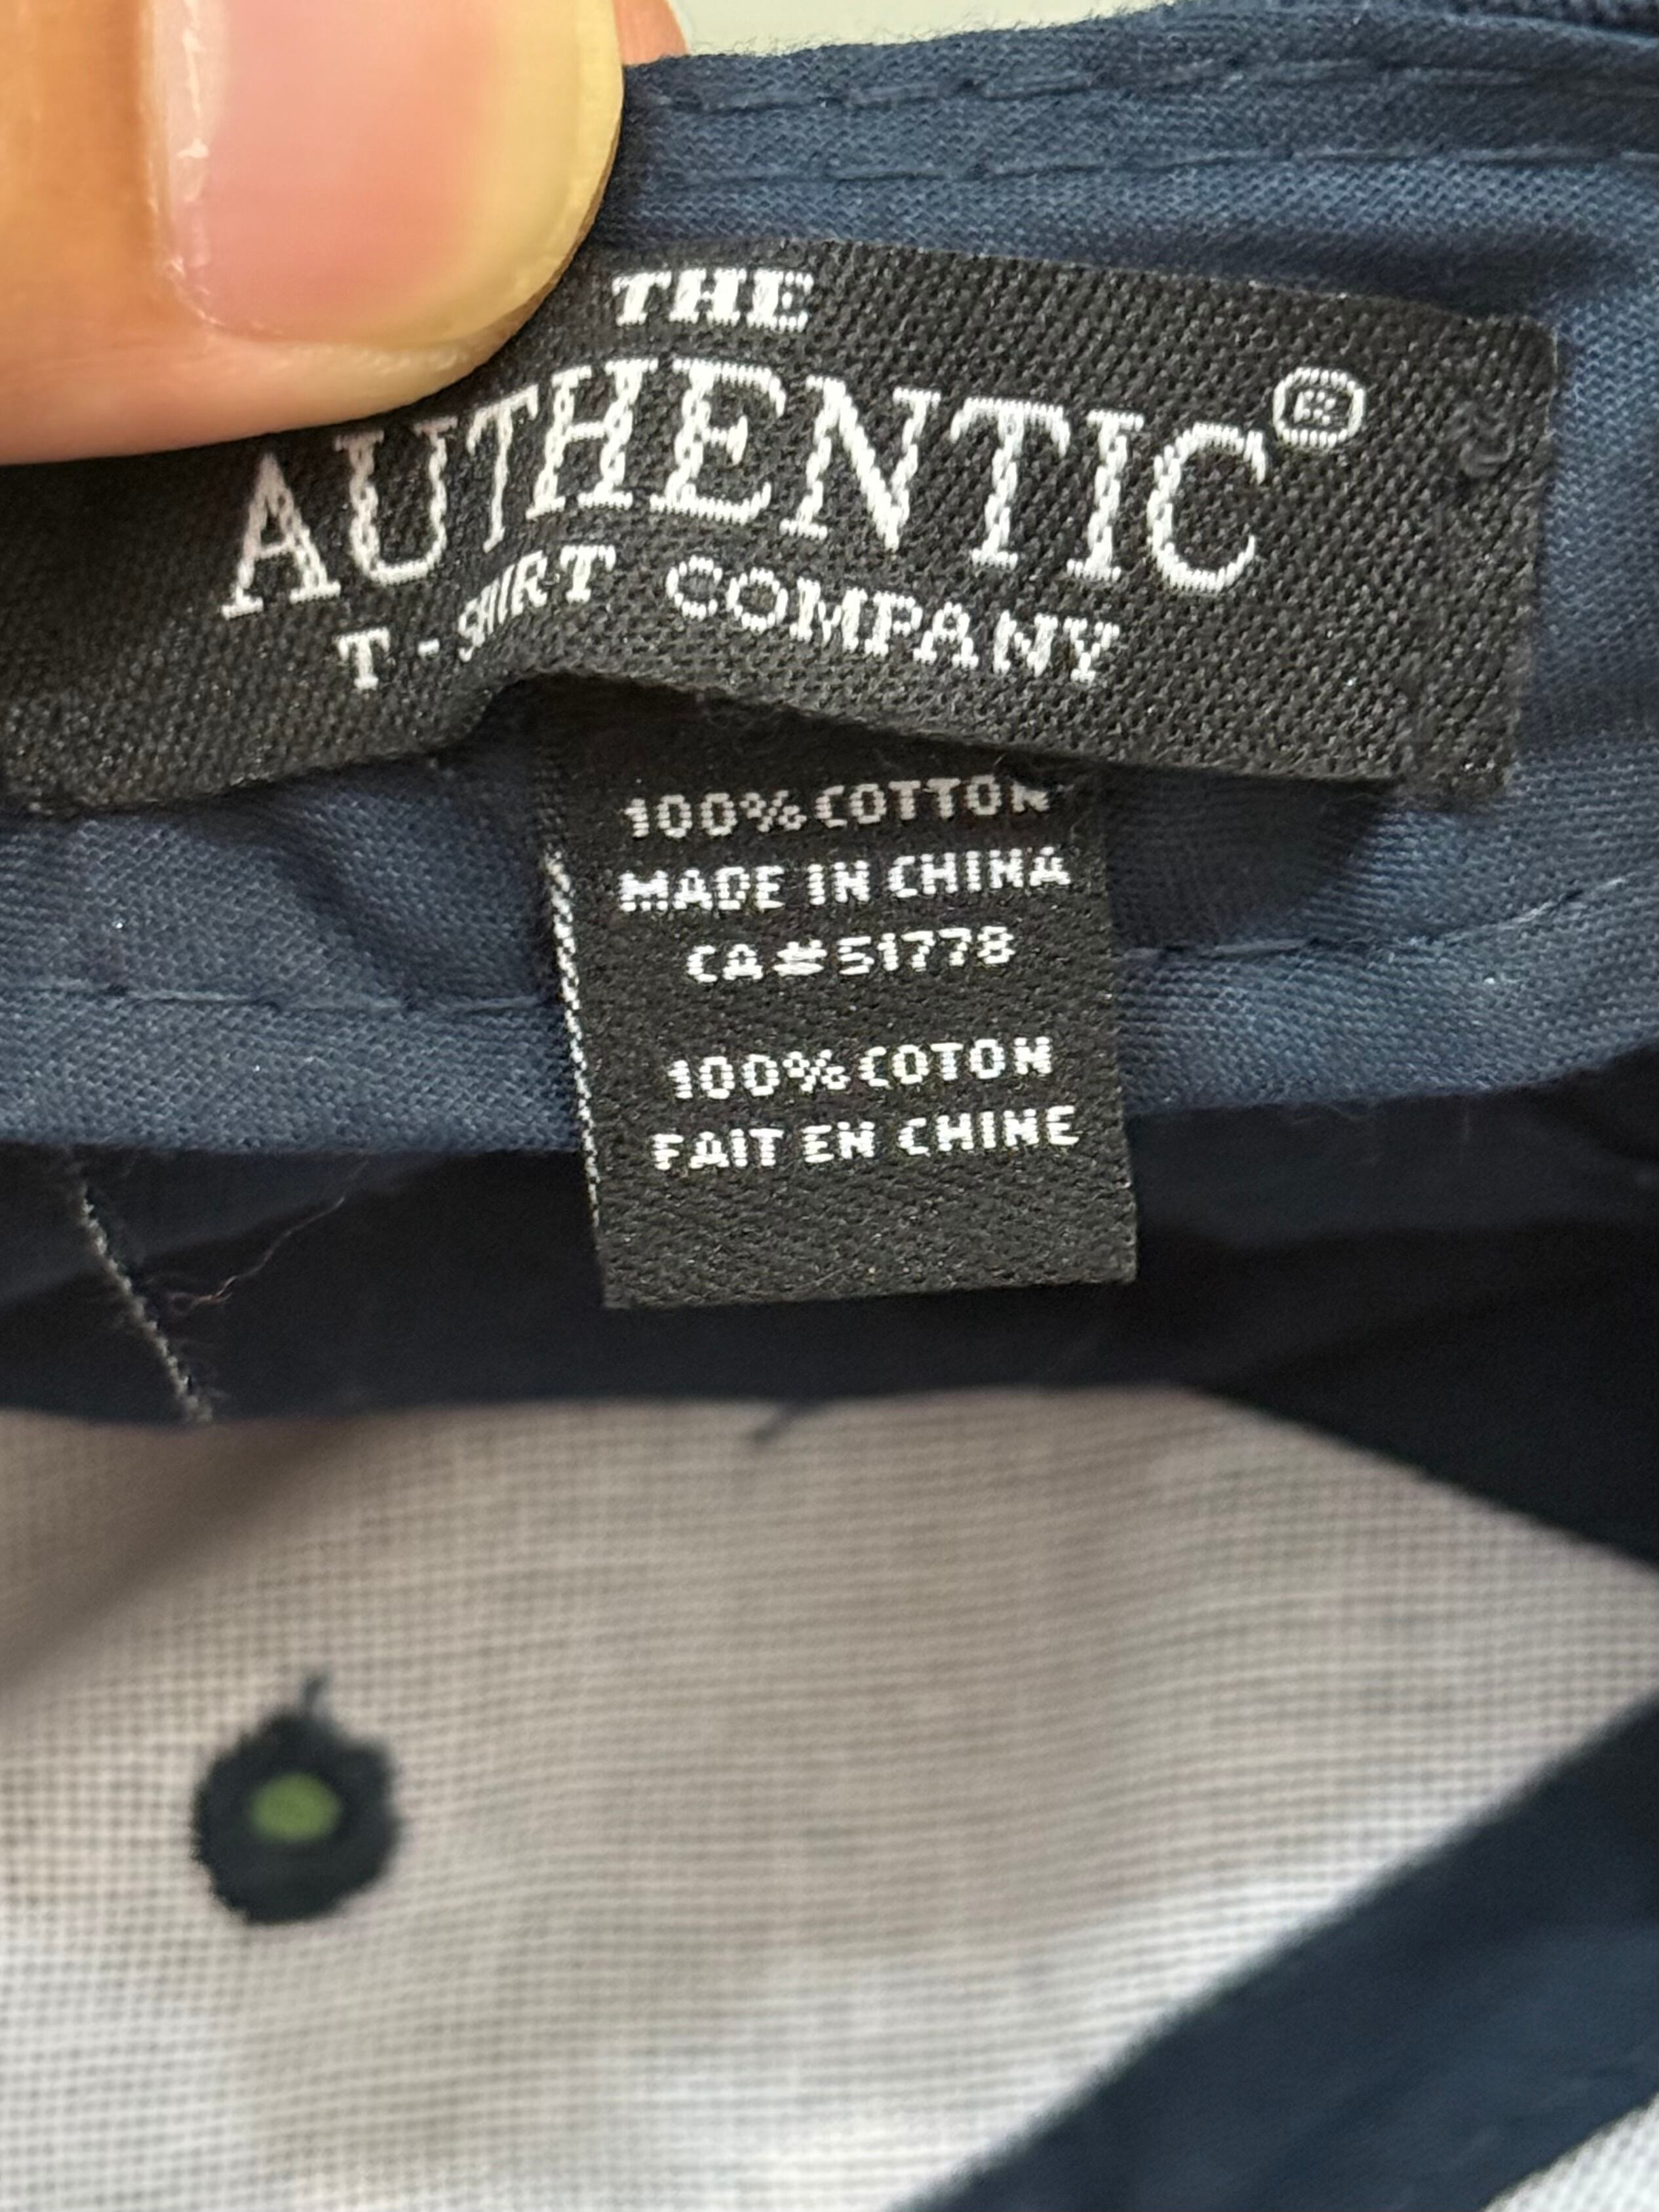 THE
AUTHENTIC®
T-SHIRT COMPANY
100% COTTON
MADE IN CHINA
CA#51778
100% COTON
FAIT EN CHINE